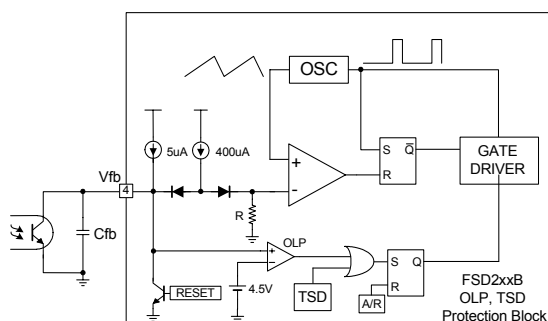 OSC
5uA
400uA
Vfb
4
+
-
S
Q
R
GATE
DRIVER
R
Cfb
OLP
+
-
RESET
4.5V
TSD
S
Q
R
A/R
FSD2xxB
OLP, TSD
Protection Block